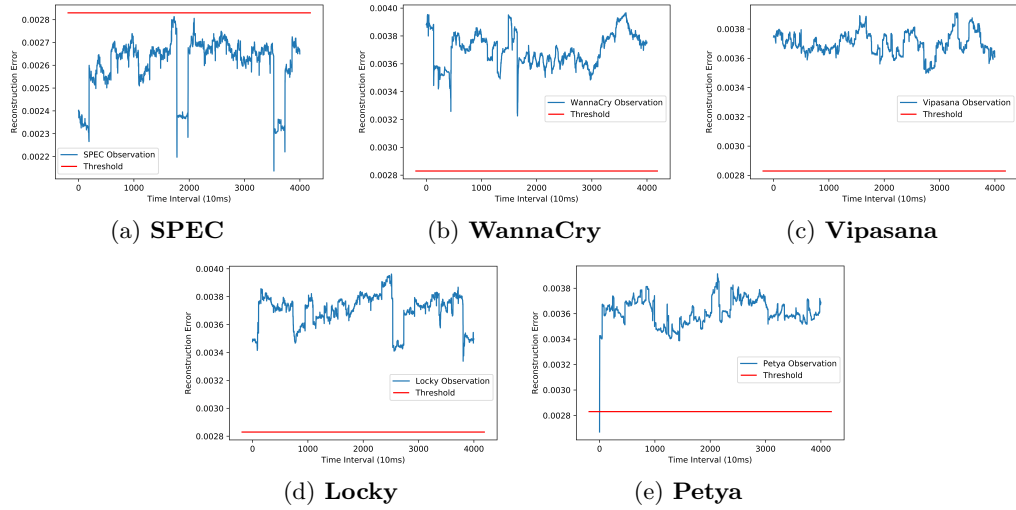 Reconstruction Error
0.0028
0.0027
0.0026
0.0025
0.0024
0.0023
0.0022
SPEC Observation
Threshold
0 1000 2000 3000 4000
Time Interval (10ms)
(a) SPEC
Reconstruction Error
0.0040
0.0038
0.0036
0.0034
0.0032
0.0030
0.0028
WannaCry Observation
Threshold
0 1000 2000 3000 4000
Time Interval (10ms)
(b) WannaCry
Reconstruction Error
0.0038
0.0036
0.0034
0.0032
0.0030
0.0028
Vipasana Observation
Threshold
0 1000 2000 3000 4000
Time Interval (10ms)
(c) Vipasana
Reconstruction Error
0.0040
0.0038
0.0036
0.0034
0.0032
0.0030
0.0028
Locky Observation
Threshold
0 1000 2000 3000 4000
Time Interval (10ms)
(d) Locky
Reconstruction Error
0.0038
0.0036
0.0034
0.0032
0.0030
0.0028
Petya Observation
Threshold
0 1000 2000 3000 4000
Time Interval (10ms)
(e) Petya